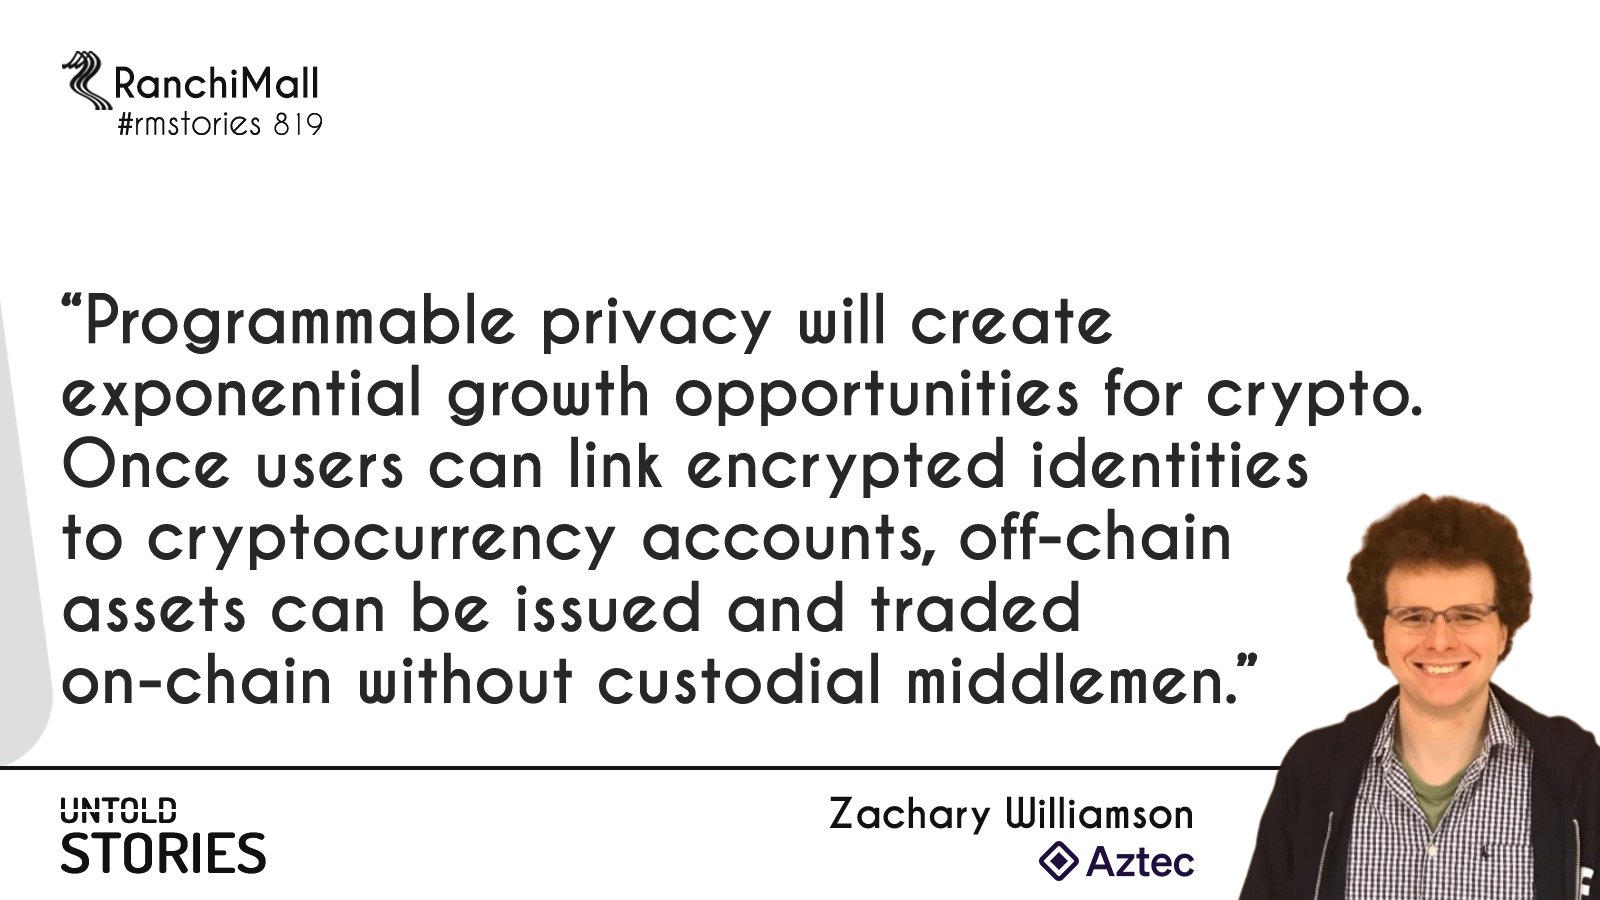 RanchiMall
#rmstories 819
“Programmable privacy will create
exponential growth opportunities for crypto.
Once users can link encrypted identities
to cryptocurrency accounts, off-chain
assets can be issued and traded
on-chain without custodial middlemen.”
UNTOLD
STORIES
Zachary Williamson
Aztec